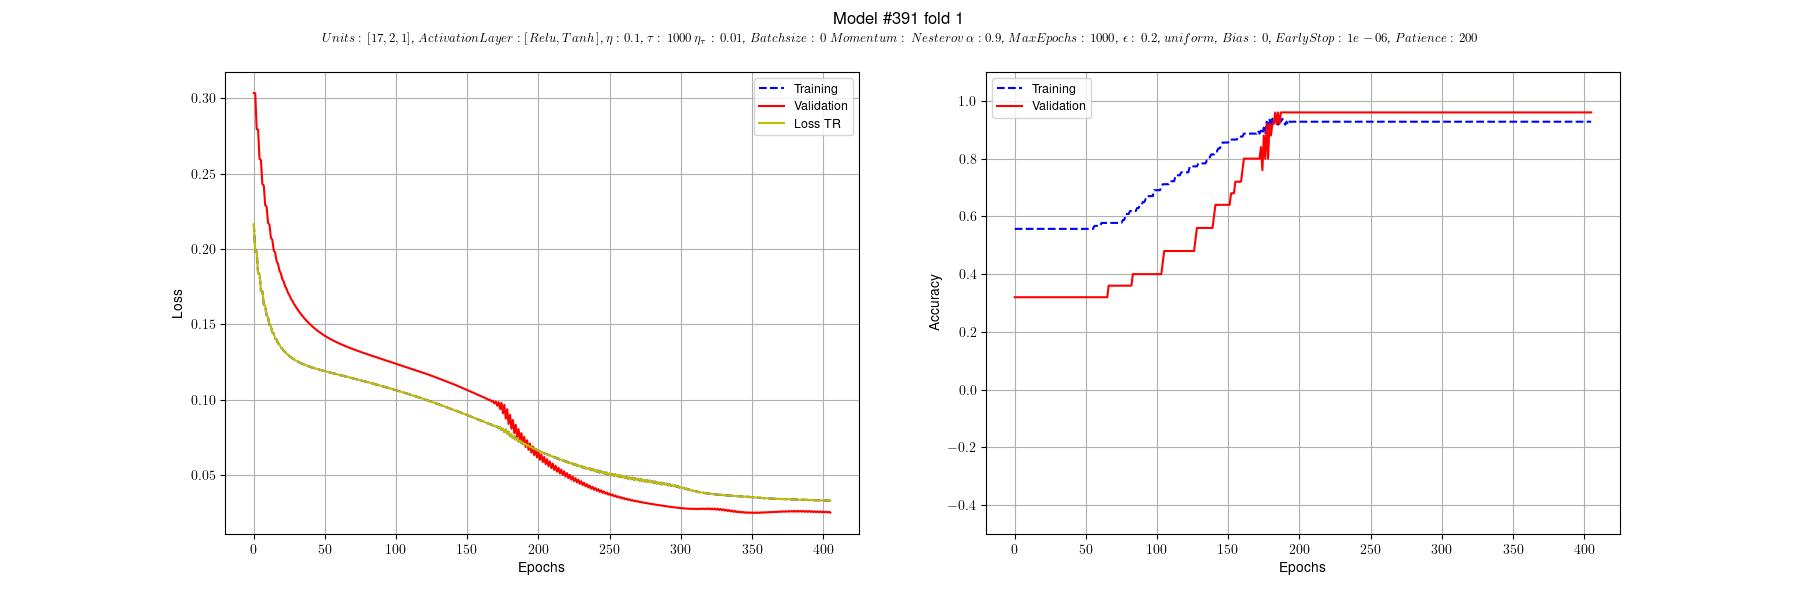 Model #391 fold 1
Units : [17, 2, 1], ActivationLayer : [Relu, Tanh], η : 0.1, τ : 1000 η_τ : 0.01, Batchsize : 0 Momentum : Nesterov α : 0.9, MaxEpochs : 1000, ϵ : 0.2, uniform, Bias : 0, EarlyStop : 1e − 06, Patience : 200
Training
Validation
Loss TR
0.30
0.25
0.20
0.15
0.10
0.05
Loss
0 50 100 150 200 250 300 350 400
Epochs
Training
Validation
1.0
0.8
0.6
0.4
0.2
0.0
−0.2
−0.4
Accuracy
0 50 100 150 200 250 300 350 400
Epochs